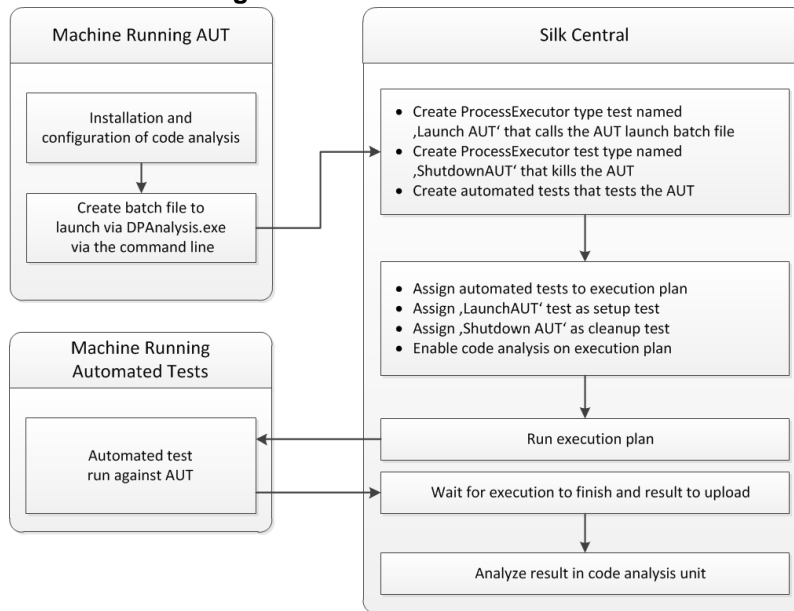 Machine Running AUT
Installation and
configuration of code analysis
Create batch file to
launch via DPAnalysis.exe
via the command line
Silk Central
• Create ProcessExecutor type test named
‚Launch AUT‘ that calls the AUT launch batch file
• Create ProcessExecutor test type named
‚ShutdownAUT‘ that kills the AUT
• Create automated tests that tests the AUT
• Assign automated tests to execution plan
• Assign ‚LaunchAUT‘ test as setup test
• Assign ‚Shutdown AUT‘ as cleanup test
• Enable code analysis on execution plan
Machine Running
Automated Tests
Automated test
run against AUT
Run execution plan
Wait for execution to finish and result to upload
Analyze result in code analysis unit